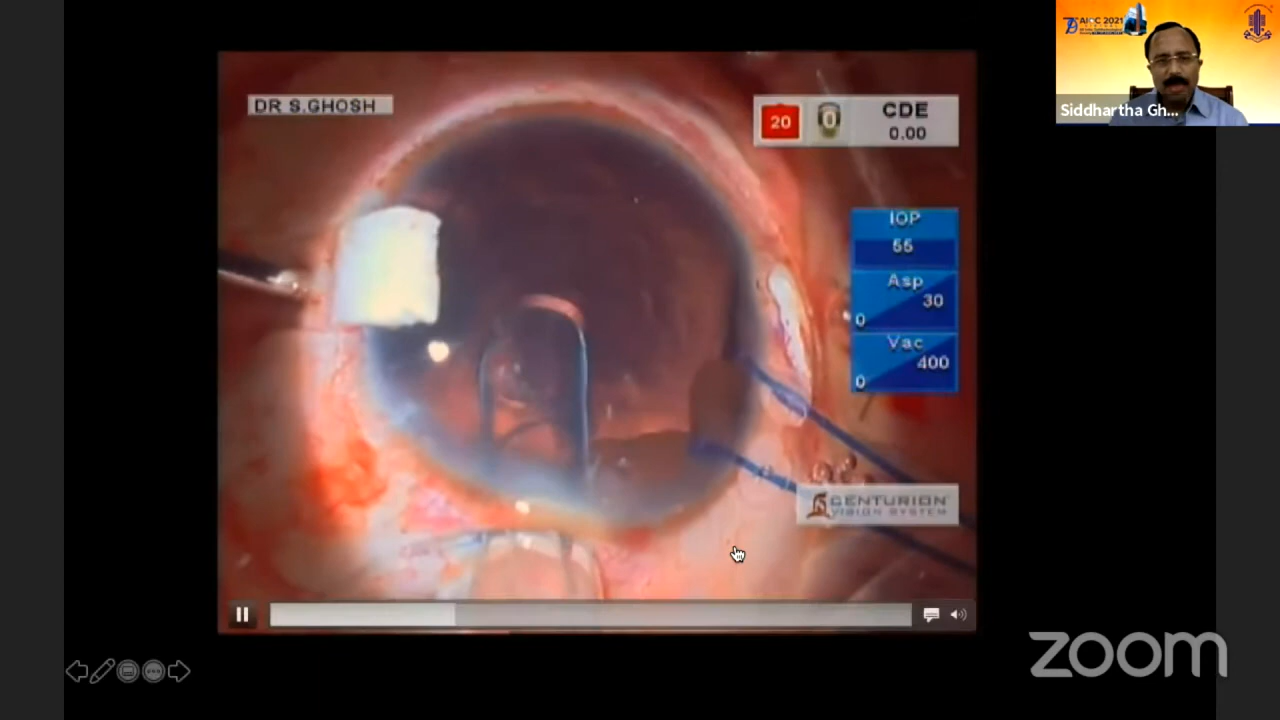 DR S.GHOSH
20
0
CDE
0.00
IOP
55
Asp
30
0
Vac
400
0
CENTURION
VISION SYSTEM
AIOC 2021
Siddhartha Gh...
zoom